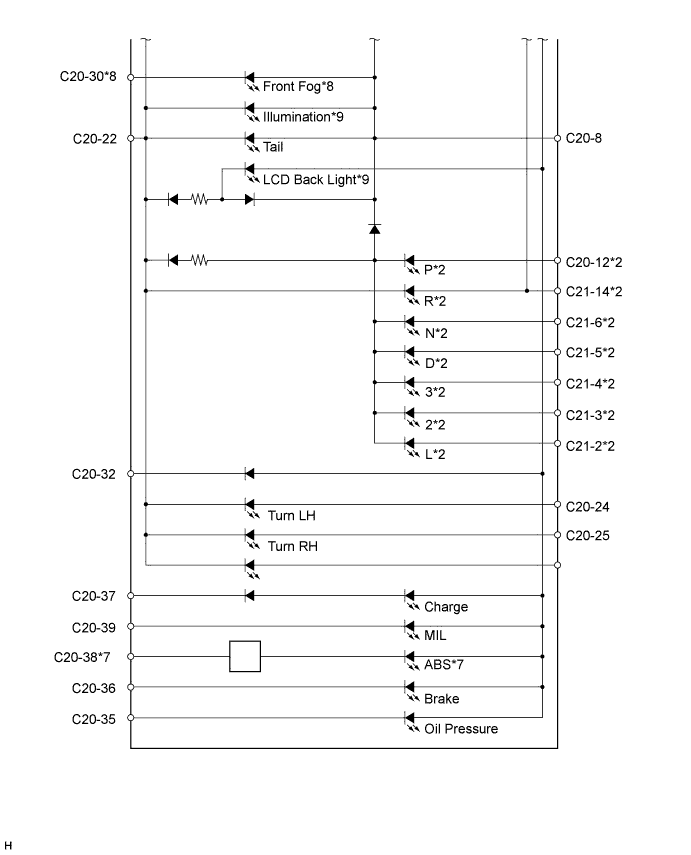 C20-30*8
Front Fog*8
Illumination*9
C20-22
Tail
C20-8
LCD Back Light*9
P*2
C20-12*2
R*2
C21-14*2
N*2
C21-6*2
D*2
C21-5*2
3*2
C21-4*2
2*2
C21-3*2
L*2
C21-2*2
C20-32
Turn LH
C20-24
Turn RH
C20-25
C20-37
Charge
C20-39
MIL
C20-38*7
ABS*7
C20-36
Brake
C20-35
Oil Pressure
H